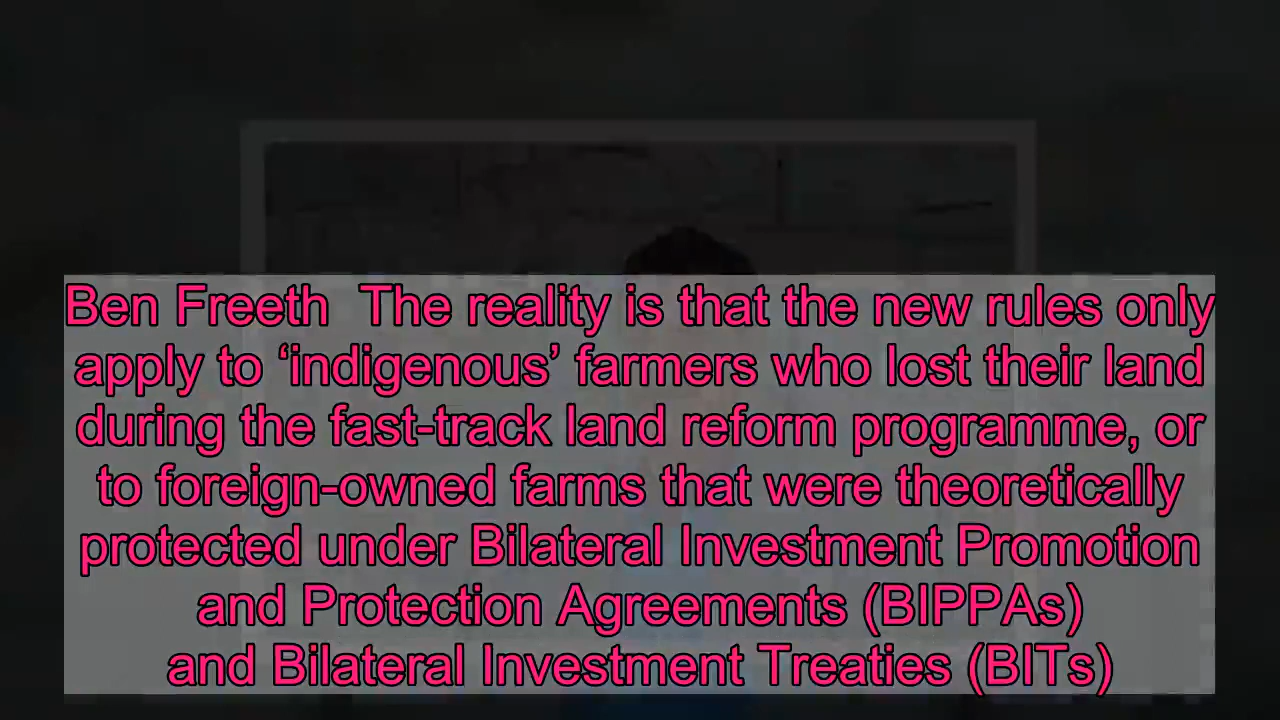 Ben Freeth  The reality is that the new rules only
apply to ‘indigenous’ farmers who lost their land
during the fast-track land reform programme, or
to foreign-owned farms that were theoretically
protected under Bilateral Investment Promotion
and Protection Agreements (BIPPAs)
and Bilateral Investment Treaties (BITs)